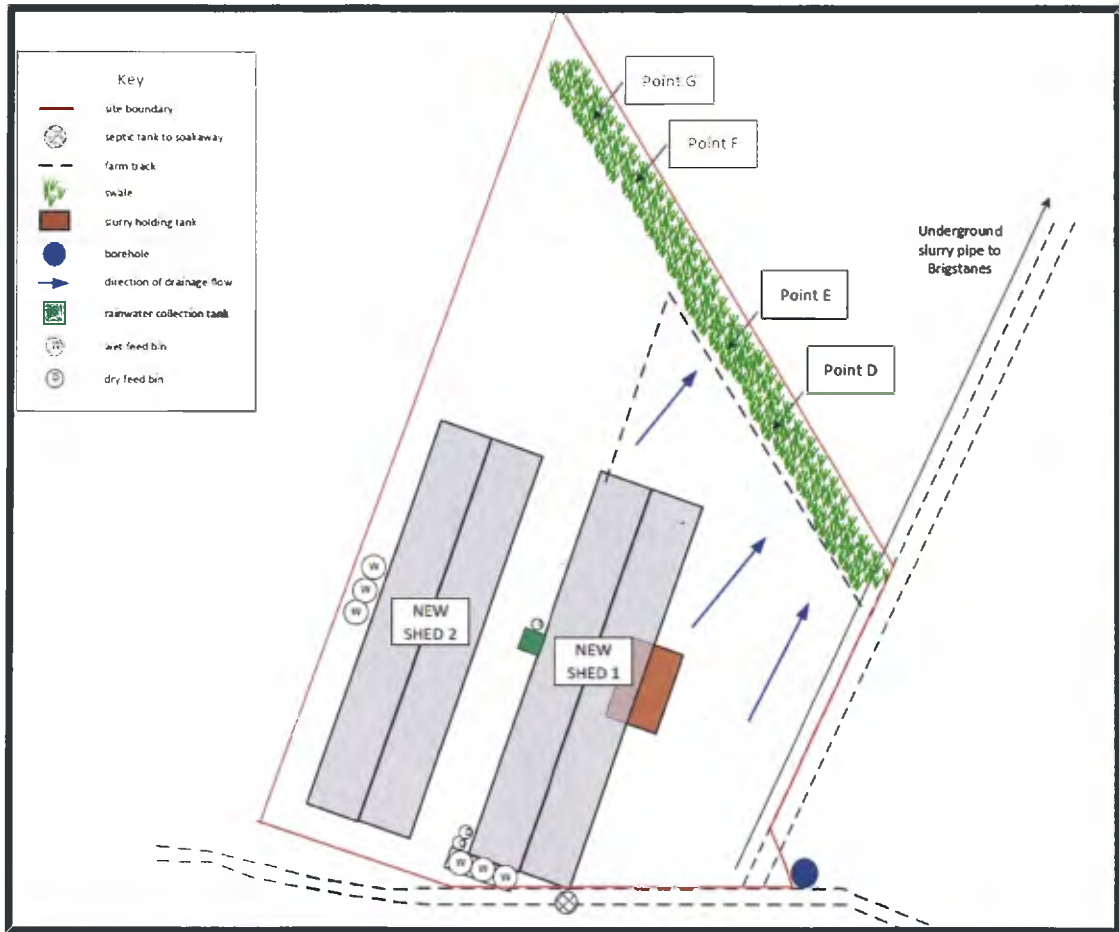 Key
site boundary
septic tank to soakaway
farm track
swale
slurry holding tank
borehole
direction of drainage flow
rainwater collection tank
wet feed bin
dry feed bin
Point G
Point F
Underground
slurry pipe to
Brigstanes
Point E
Point D
W
W
W
NEW
SHED 2
NEW
SHED 1
W
W
W